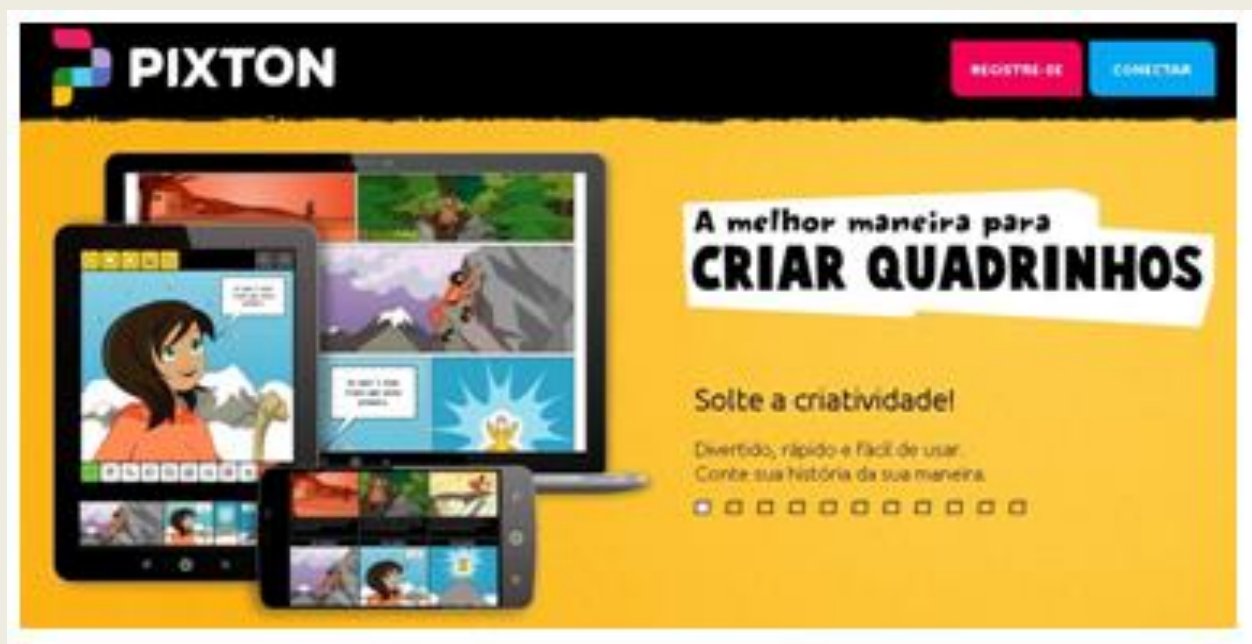 PIXTON
REGISTRE-SE
CONECTAR
A melhor maneira para
CRIAR QUADRINHOS
Solte a criatividade!
Divertido, rápido e fácil de usar.
Conte sua história da sua maneira.